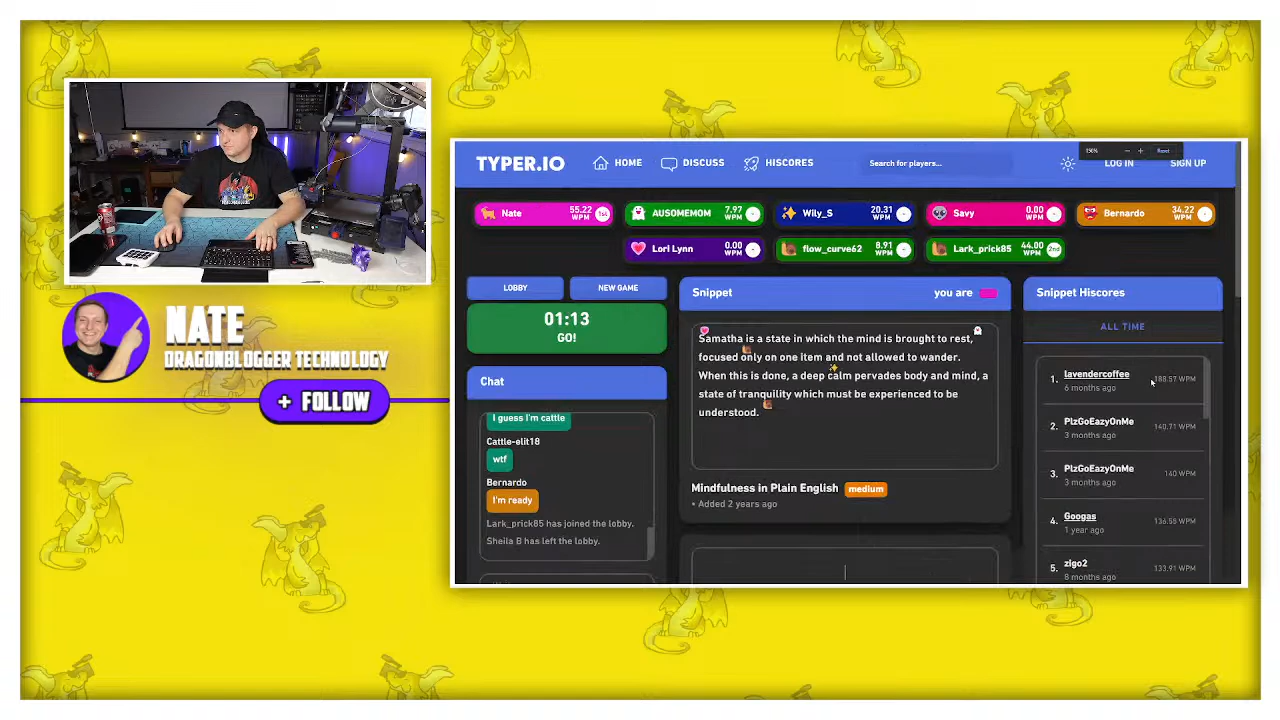 TYPER.IO
HOME
DISCUSS
HISCORES
Search for players...
150%
Reset
LOG IN
SIGN UP
Nate 55.22 WPM 1st
AUSOMEMOM 7.97 WPM -
Wily_S 20.31 WPM -
Savy 0.00 WPM -
Bernardo 34.22 WPM -
Lori Lynn 0.00 WPM -
flow_curve62 8.91 WPM -
Lark_prick85 44.00 WPM 2nd
LOBBY
NEW GAME
01:13
GO!
Chat
I guess I'm cattle
Cattle-elit18
wtf
Bernardo
I'm ready
Lark_prick85 has joined the lobby.
Sheila B has left the lobby.
Snippet
you are
Samatha is a state in which the mind is brought to rest,
focused only on one item and not allowed to wander.
When this is done, a deep calm pervades body and mind, a
state of tranquility which must be experienced to be
understood.
Mindfulness in Plain English medium
• Added 2 years ago
Snippet Hiscores
ALL TIME
1. lavendercoffee 188.57 WPM
6 months ago
2. PlzGoEazyOnMe 140.71 WPM
3 months ago
3. PlzGoEazyOnMe 140 WPM
3 months ago
4. Googas 136.55 WPM
1 year ago
5. zigo2 133.91 WPM
8 months ago
NATE
DRAGONBLOGGER TECHNOLOGY
+ FOLLOW